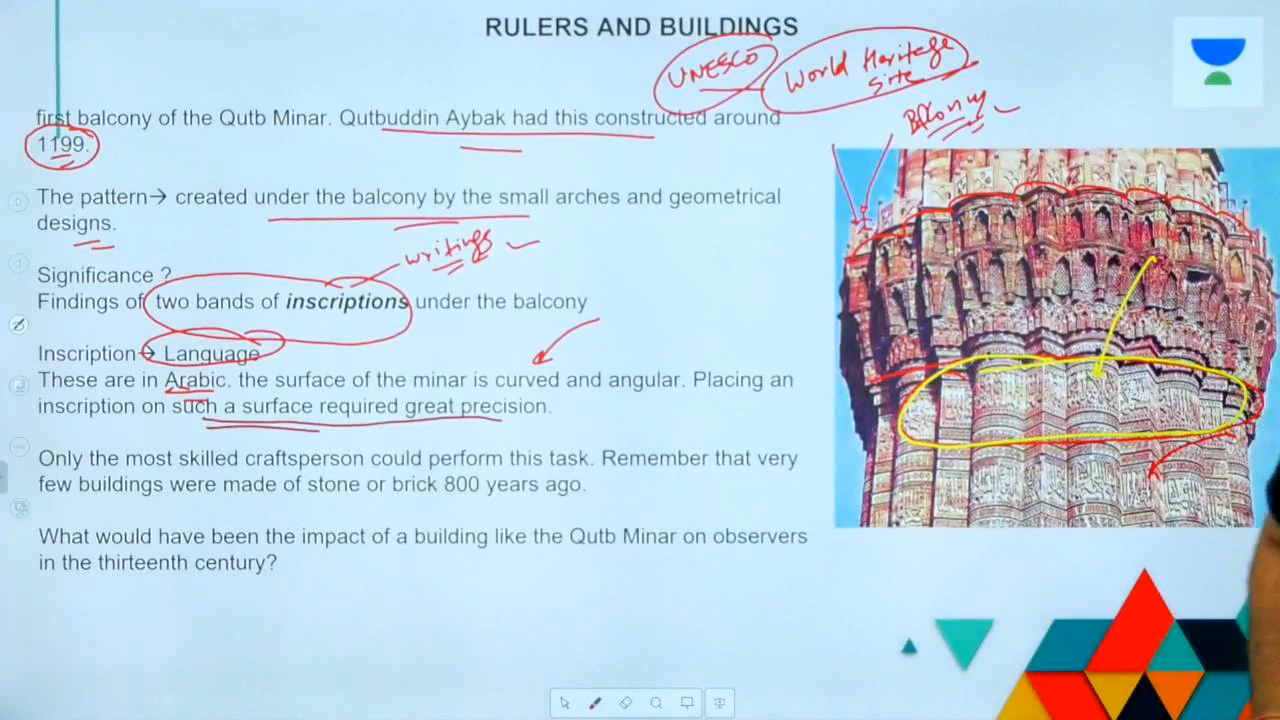 RULERS AND BUILDINGS
UNESCO World Heritage
Site
Balcony
first balcony of the Qutb Minar. Qutbuddin Aybak had this constructed around
1199.
The pattern→ created under the balcony by the small arches and geometrical
designs.
writings
Significance ?
Findings of two bands of inscriptions under the balcony
Inscription→ Language
These are in Arabic. the surface of the minar is curved and angular. Placing an
inscription on such a surface required great precision.
Only the most skilled craftsperson could perform this task. Remember that very
few buildings were made of stone or brick 800 years ago.
What would have been the impact of a building like the Qutb Minar on observers
in the thirteenth century?